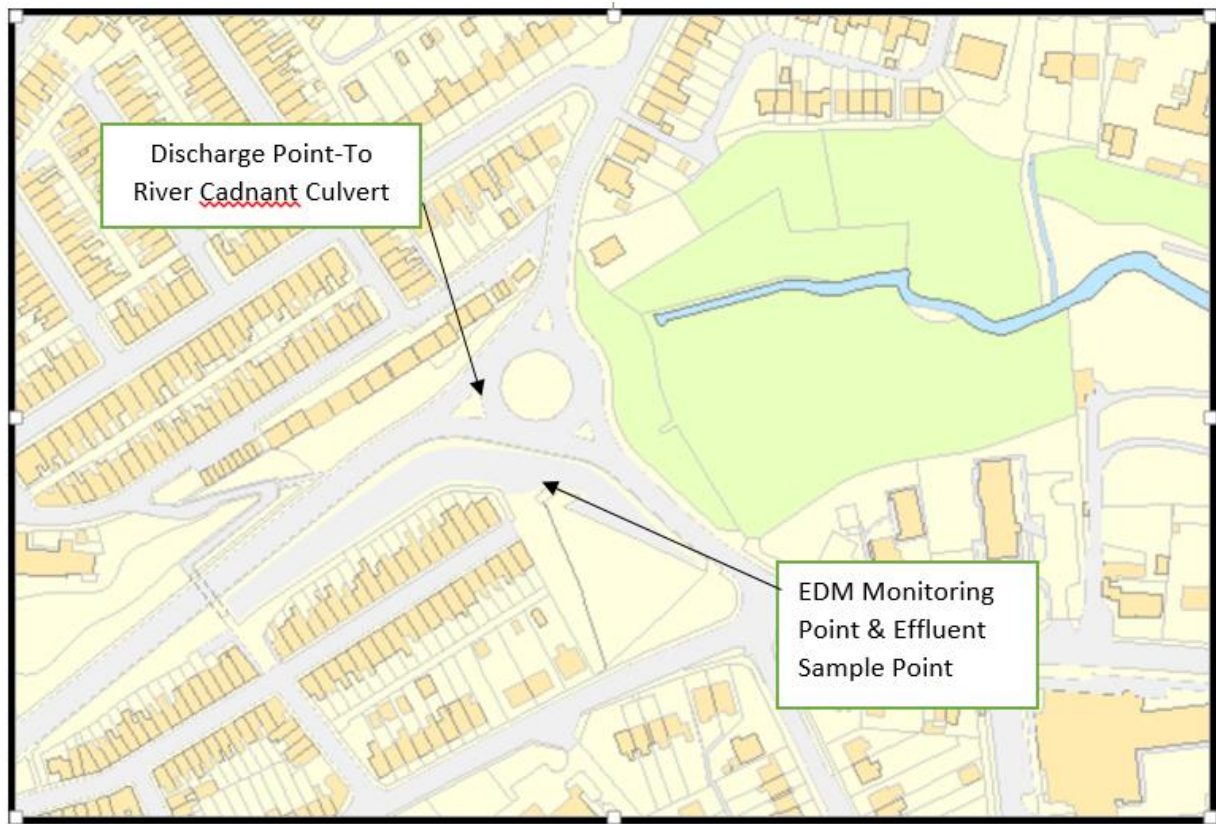 Discharge Point-To
River Cadnant Culvert
EDM Monitoring
Point & Effluent
Sample Point